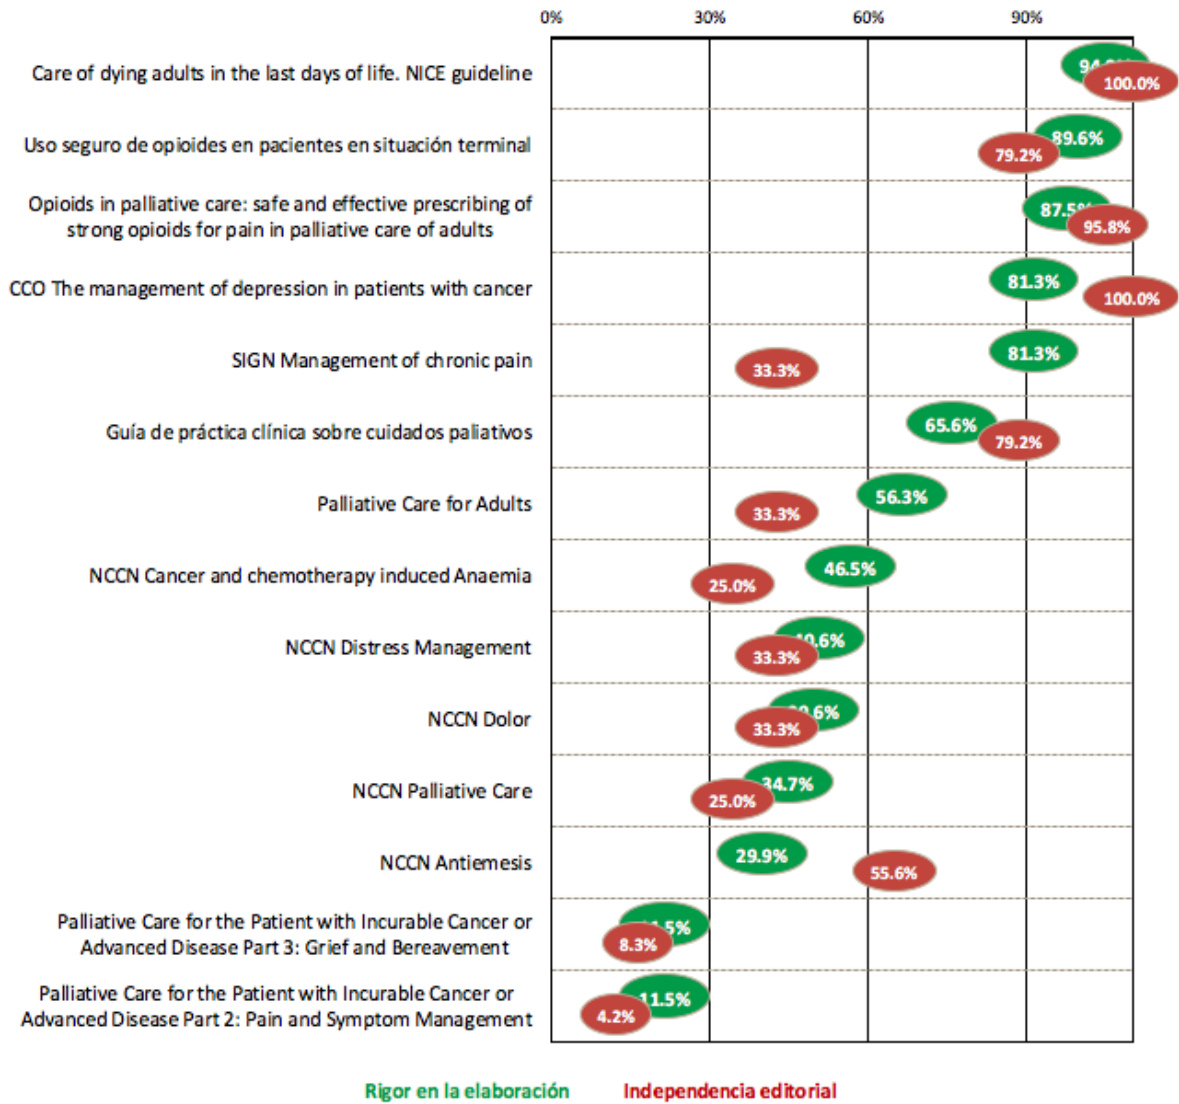 0% 30% 60% 90%
Care of dying adults in the last days of life. NICE guideline
100.0%
Uso seguro de opioides en pacientes en situación terminal
89.6%
79.2%
Opioids in palliative care: safe and effective prescribing of
strong opioids for pain in palliative care of adults
87.5%
95.8%
CCO The management of depression in patients with cancer
81.3%
100.0%
SIGN Management of chronic pain
81.3%
33.3%
Guía de práctica clínica sobre cuidados paliativos
65.6%
79.2%
Palliative Care for Adults
56.3%
33.3%
NCCN Cancer and chemotherapy induced Anaemia
46.5%
25.0%
NCCN Distress Management
33.3%
NCCN Dolor
33.3%
NCCN Palliative Care
34.7%
25.0%
NCCN Antiemesis
29.9%
55.6%
Palliative Care for the Patient with Incurable Cancer or
Advanced Disease Part 3: Grief and Bereavement
8.3%
Palliative Care for the Patient with Incurable Cancer or
Advanced Disease Part 2: Pain and Symptom Management
11.5%
4.2%
Rigor en la elaboración Independencia editorial